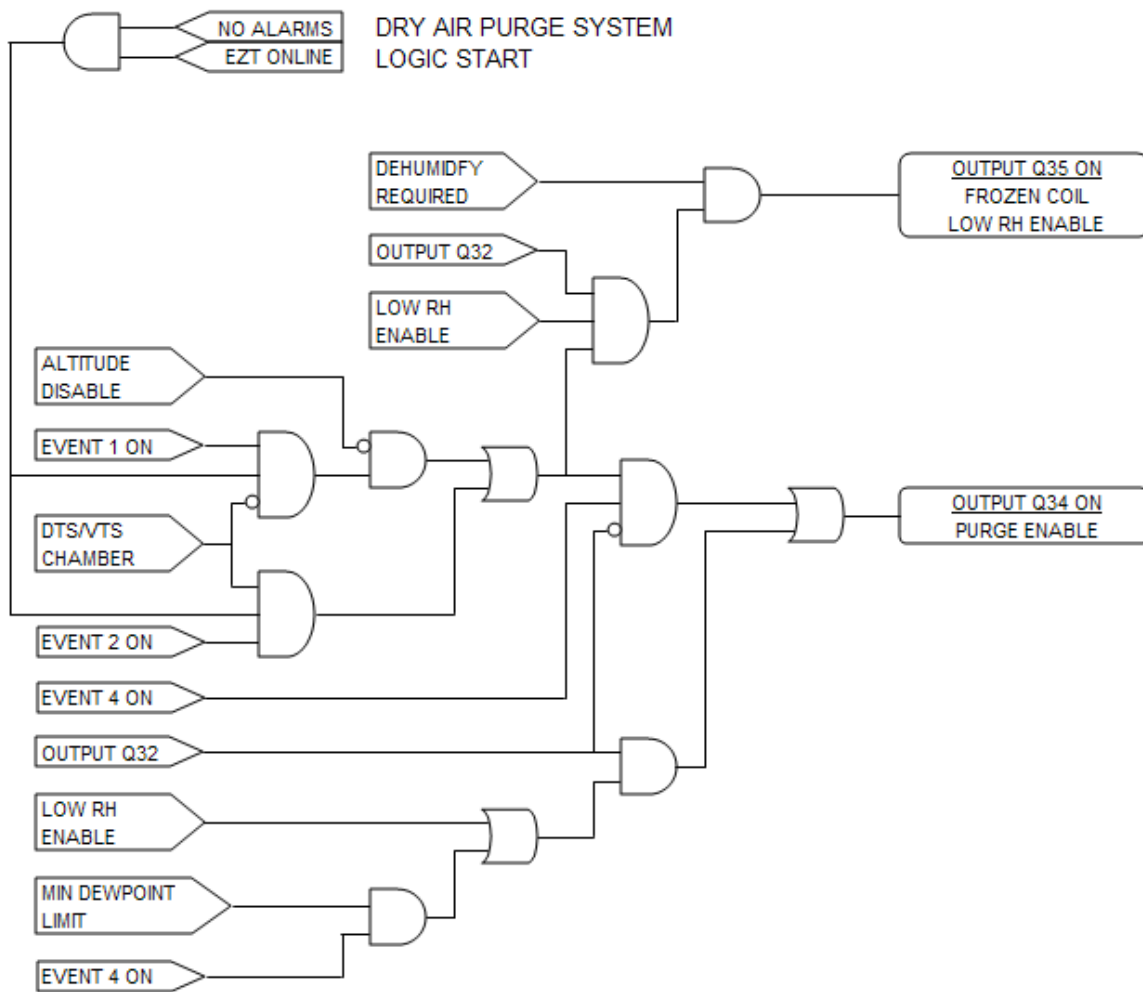 NO ALARMS
EZT ONLINE
DRY AIR PURGE SYSTEM
LOGIC START
DEHUMIDFY
REQUIRED
OUTPUT Q35 ON
FROZEN COIL
LOW RH ENABLE
OUTPUT Q32
LOW RH
ENABLE
ALTITUDE
DISABLE
EVENT 1 ON
DTS/VTS
CHAMBER
OUTPUT Q34 ON
PURGE ENABLE
EVENT 2 ON
EVENT 4 ON
OUTPUT Q32
LOW RH
ENABLE
MIN DEWPOINT
LIMIT
EVENT 4 ON